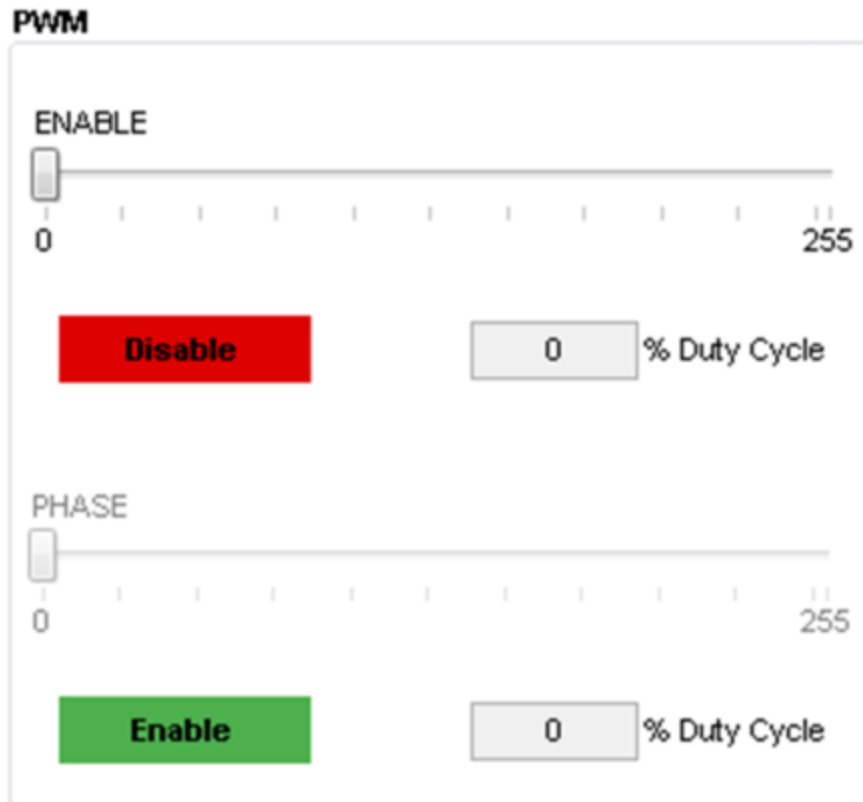 PWM
ENABLE
0 255
Disable 0 % Duty Cycle
PHASE
0 255
Enable 0 % Duty Cycle